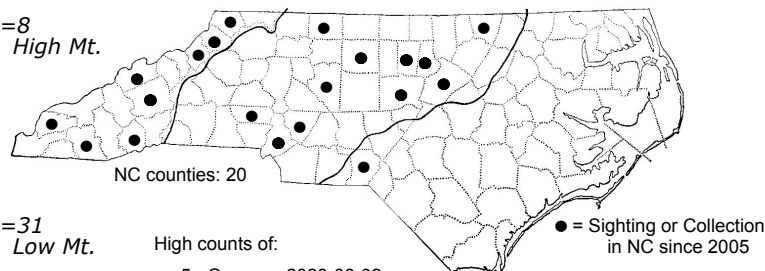 =8
High Mt.
NC counties: 20
=31
Low Mt.
High counts of:
● = Sighting or Collection
in NC since 2005